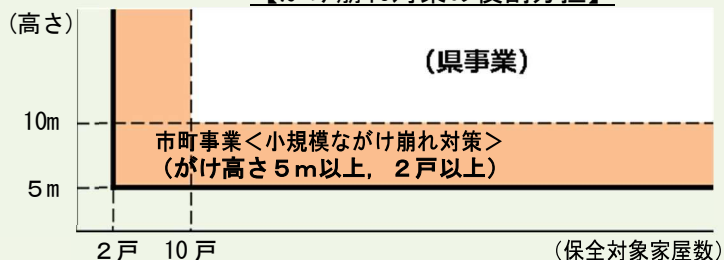 (高さ)
(県事業)
10m
市町事業<小規模ながけ崩れ対策>
(がけ高さ5m以上，2戸以上)
5m
2戸 10戸 (保全対象家屋数)